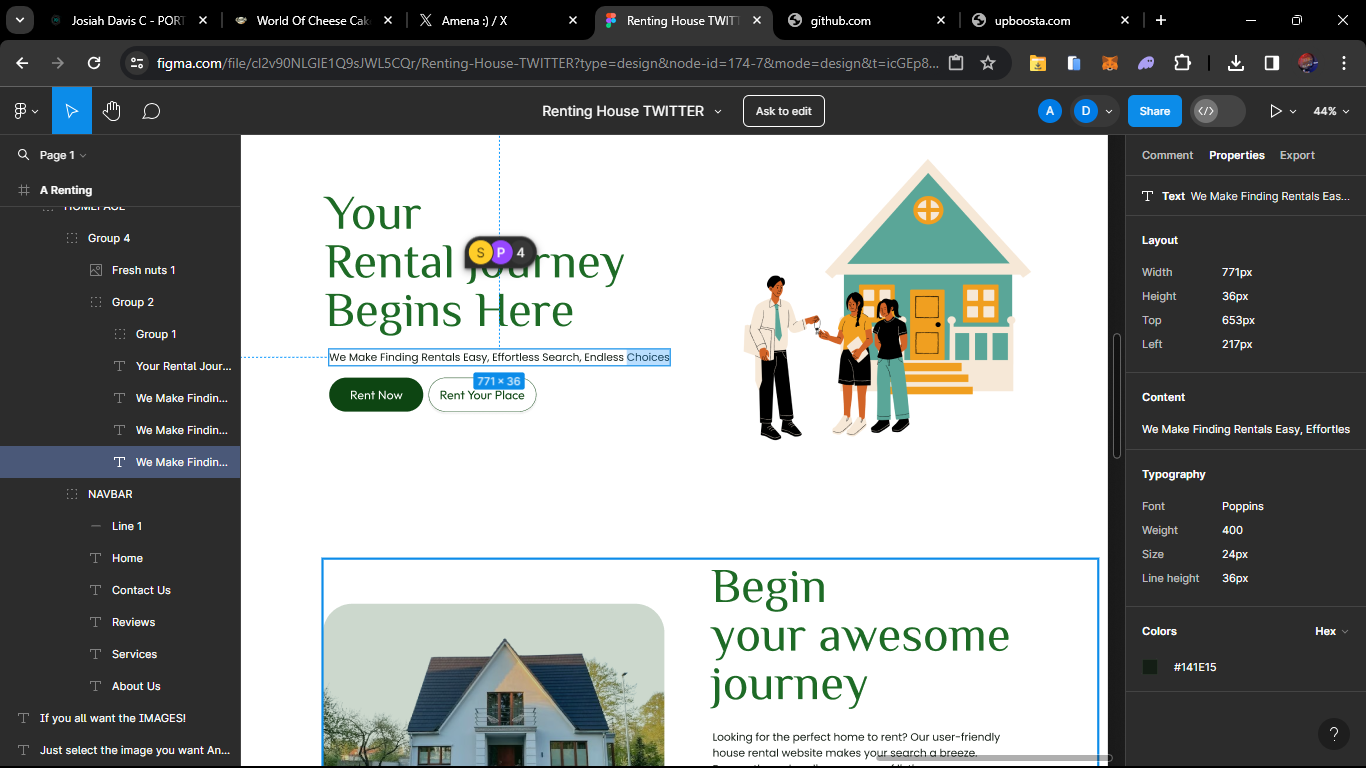 Josiah Davis C - PORT
World Of Cheese Cak
Amena :) / X
Renting House TWITT
github.com
upboosta.com
figma.com/file/cl2v90NLGlE1Q9sJWL5CQr/Renting-House-TWITTER?type=design&node-id=174-7&mode=design&t=icGEp8...
Renting House TWITTER
Ask to edit
A
D
Share
44%
Page 1
A Renting
HOMEPAGE
Group 4
Fresh nuts 1
Group 2
Group 1
Your Rental Jour...
We Make Findin...
We Make Findin...
We Make Findin...
NAVBAR
Line 1
Home
Contact Us
Reviews
Services
About Us
If you all want the IMAGES!
Just select the image you want An...
Your
Rental Journey
Begins Here
S P 4
We Make Finding Rentals Easy, Effortless Search, Endless Choices
771 × 36
Rent Now
Rent Your Place
Begin
your awesome
journey
Looking for the perfect home to rent? Our user-friendly
house rental website makes your search a breeze.
Comment Properties Export
Text We Make Finding Rentals Eas...
Layout
Width 771px
Height 36px
Top 653px
Left 217px
Content
We Make Finding Rentals Easy, Effortles
Typography
Font Poppins
Weight 400
Size 24px
Line height 36px
Colors Hex
#141E15
?